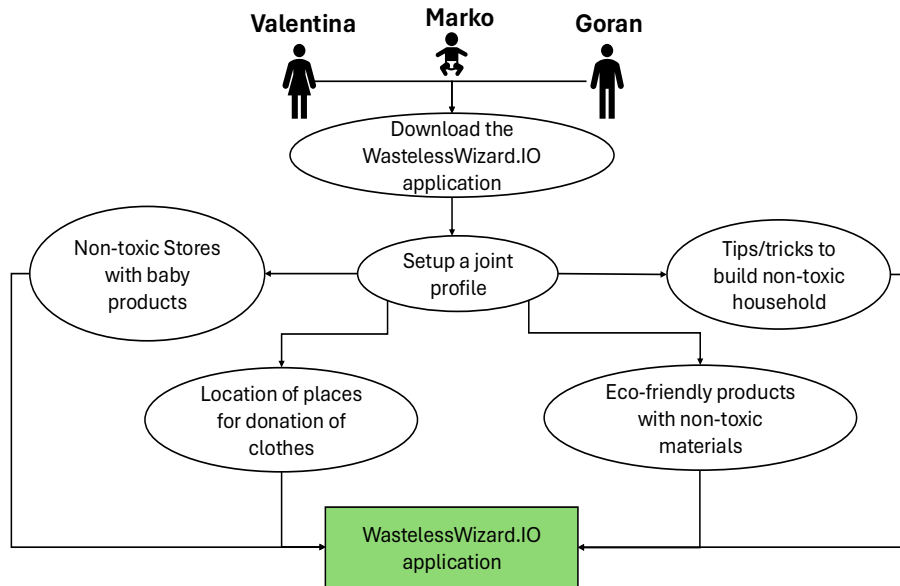 Valentina
Marko
Goran
Download the
WastelessWizard.IO
application
Non-toxic Stores
with baby
products
Setup a joint
profile
Tips/tricks to
build non-toxic
household
Location of places
for donation of
clothes
Eco-friendly products
with non-toxic
materials
WastelessWizard.IO
application